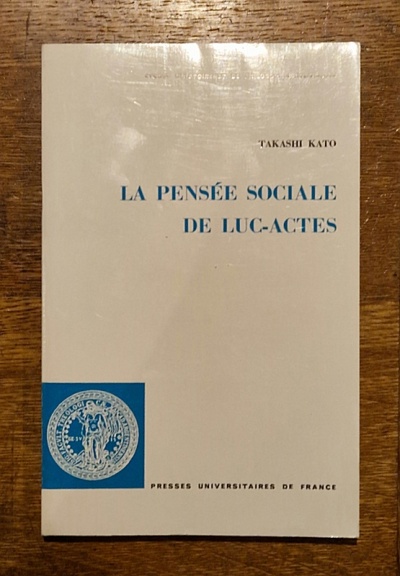 TAKASHI KATO
LA PENSÉE SOCIALE
DE LUC-ACTES
PRESSES UNIVERSITAIRES DE FRANCE